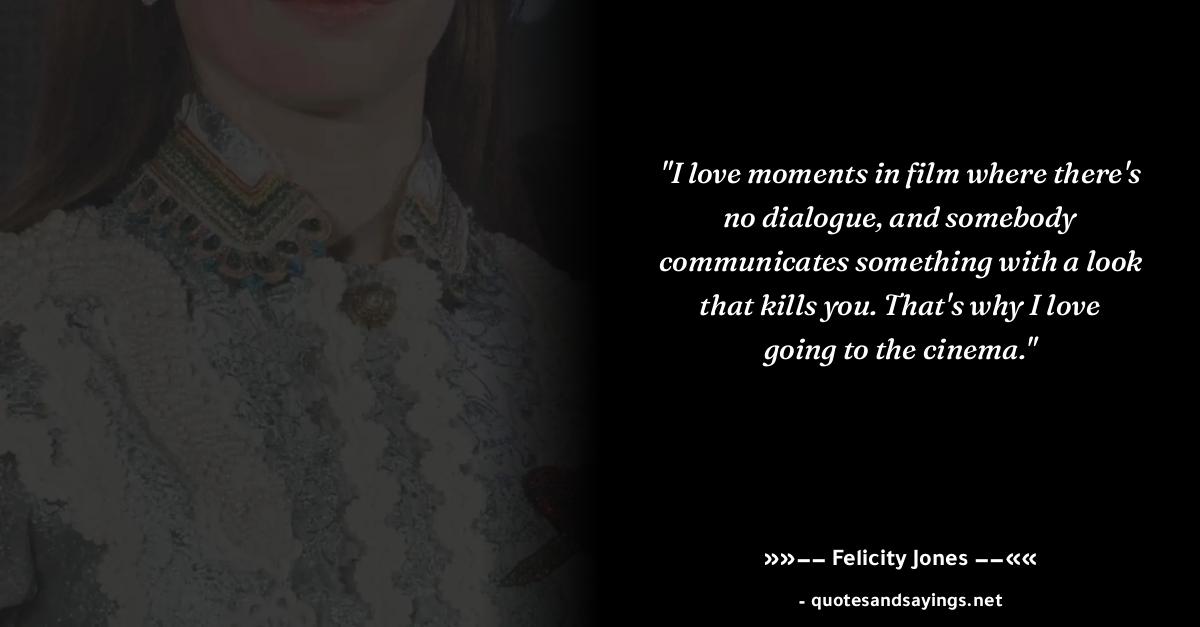 "I love moments in film where there's
no dialogue, and somebody
communicates something with a look
that kills you. That's why I love
going to the cinema."
»»−− Felicity Jones −−««
- quotesandsayings.net